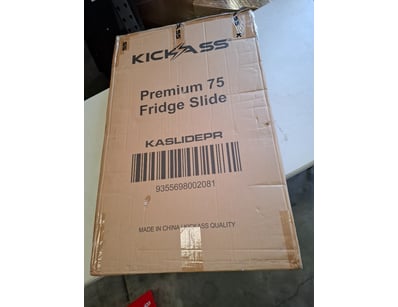 KICKASS
Premium 75
Fridge Slide
KASLIDEPR
9355698002081
MADE IN CHINA KICKASS QUALITY